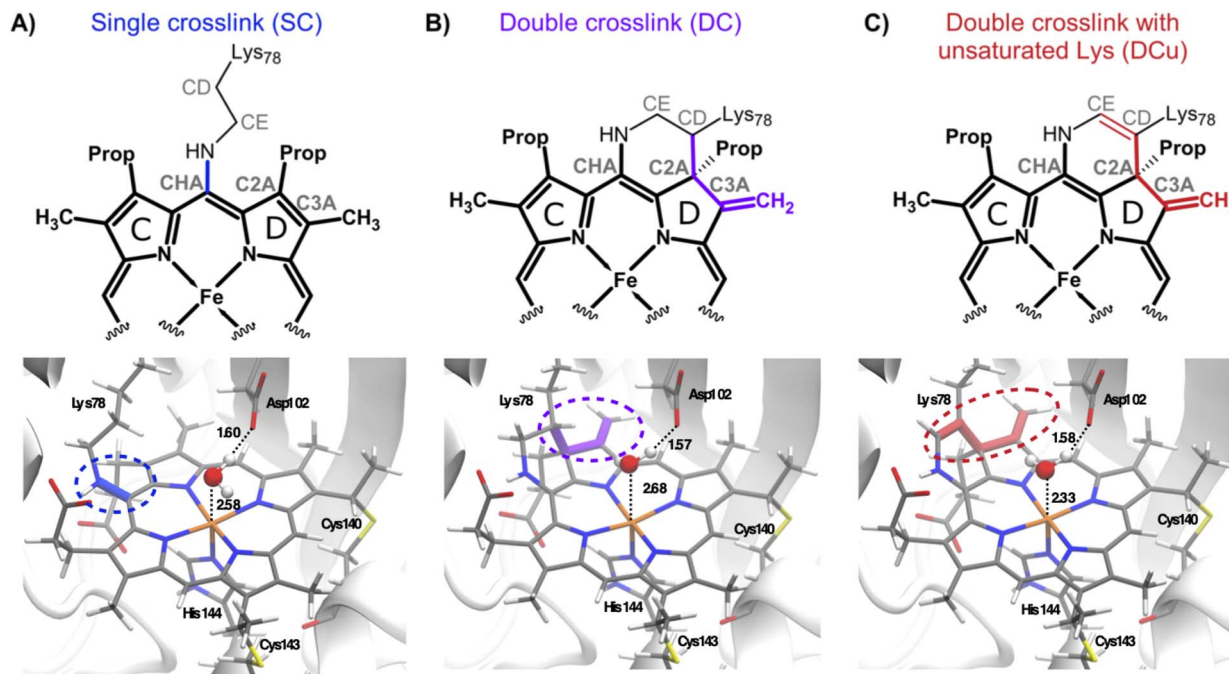 A) Single crosslink (SC)
Lys78
CD
CE
HN
Prop
Prop
CHA
C2A
C3A
H3C
C
D
CH3
N
N
Fe
Lys78
Asp102
1.60
2.58
Cys140
His144
Cys143
B) Double crosslink (DC)
CE
CD
Lys78
HN
Prop
Prop
CHA
C2A
C3A
H3C
C
D
CH2
N
N
Fe
Lys78
Asp102
1.57
2.68
Cys140
His144
Cys143
C) Double crosslink with
unsaturated Lys (DCu)
CE
CD
Lys78
HN
Prop
Prop
CHA
C2A
C3A
H3C
C
D
CH
N
N
Fe
Lys78
Asp102
1.58
2.33
Cys140
His144
Cys143